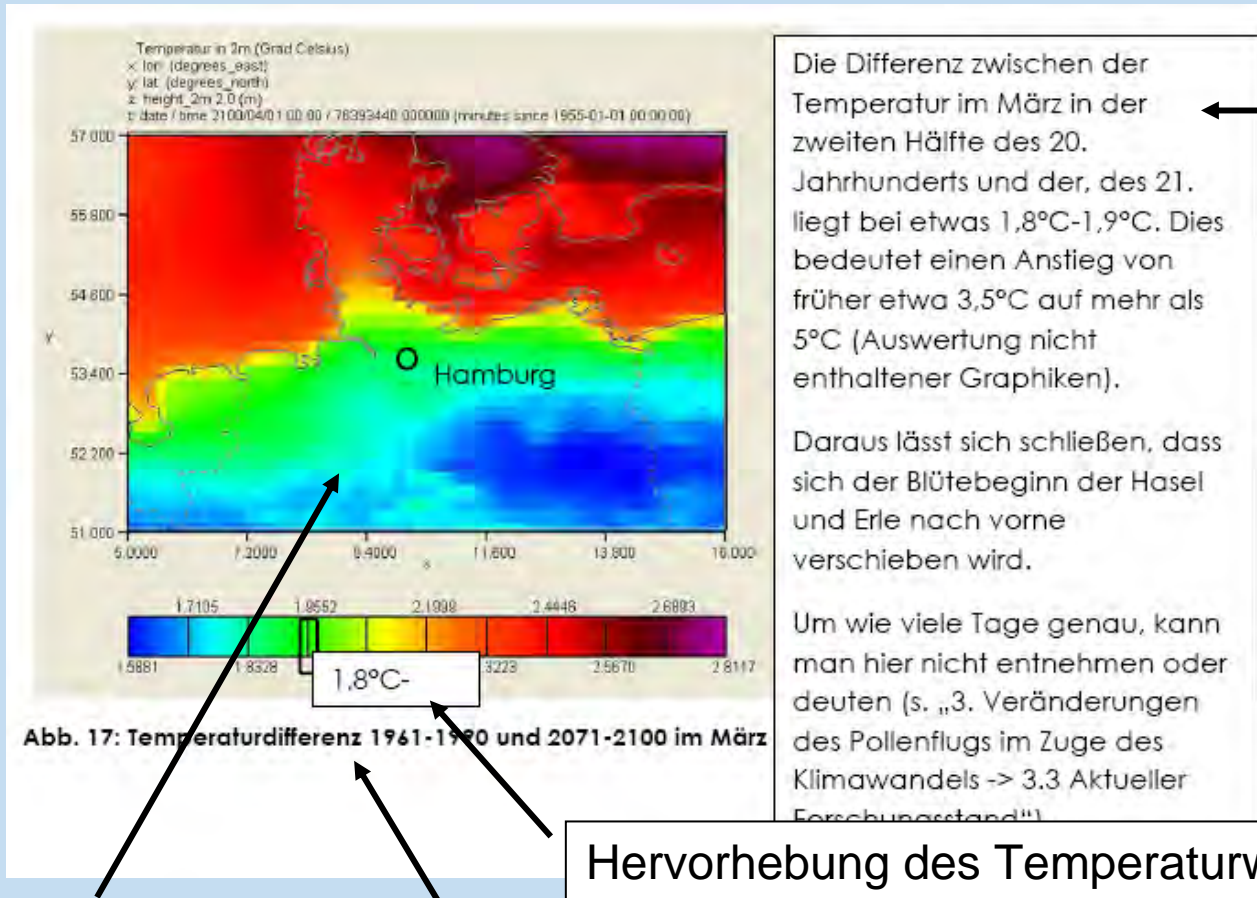 Temperatur in 2m (Grad Celsius)
x: lon (degrees_east)
y: lat (degrees_north)
z: height_2m 2.0 (m)
t: date / time 2100/04/01 00:00 / 76393440.000000 (minutes since 1955-01-01 00:00:00)
57.000
55.800
54.600
Y
53.400
Hamburg
52.200
51.000
7.2000
9.4000
11.600
13.800
16.000
x
1.7105
1.9552
2.1998
2.4446
2.6893
1.5881
1.8328
3223
2.5670
2.8117
1,8°C-
Abb. 17: Temperaturdifferenz 1961-1990 und 2071-2100 im März
Die Differenz zwischen der
Temperatur im März in der
zweiten Hälfte des 20.
Jahrhunderts und der, des 21.
liegt bei etwas 1,8°C-1,9°C. Dies
bedeutet einen Anstieg von
früher etwa 3,5°C auf mehr als
5°C (Auswertung nicht
enthaltener Graphiken).
Daraus lässt sich schließen, dass
sich der Blütebeginn der Hasel
und Erle nach vorne
verschieben wird.
Um wie viele Tage genau, kann
man hier nicht entnehmen oder
deuten (s. „3. Veränderungen
des Pollenflugs im Zuge des
Klimawandels -> 3.3 Aktueller
Forschungsstand")
Hervorhebung des Temperaturw